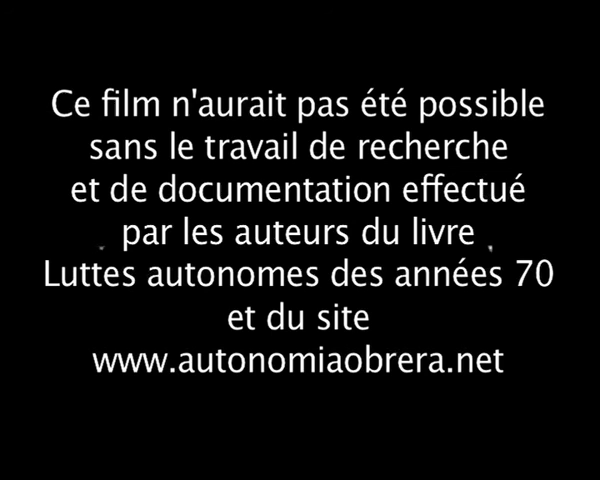 Ce film n'aurait pas été possible
sans le travail de recherche
et de documentation effectué
par les auteurs du livre
Luttes autonomes des années 70
et du site
www.autonomiaobrera.net